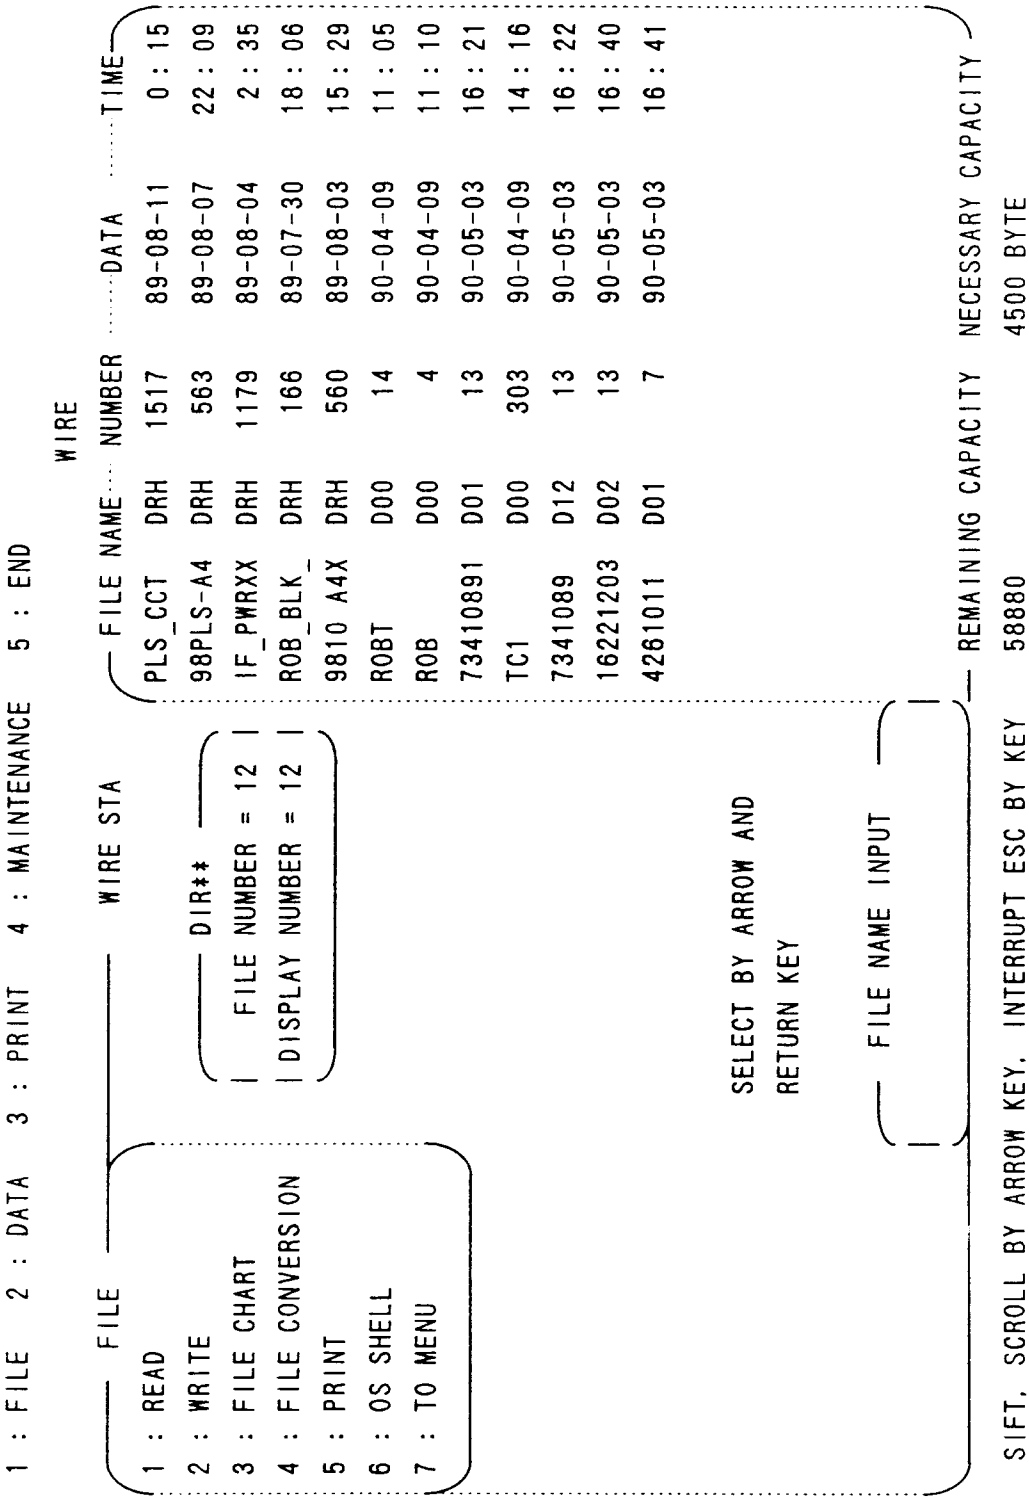 1 : FILE 2 : DATA 3 : PRINT 4 : MAINTENANCE 5 : END
WIRE
FILE
1 : READ
2 : WRITE
3 : FILE CHART
4 : FILE CONVERSION
5 : PRINT
6 : OS SHELL
7 : TO MENU
WIRE STA
DIR**
FILE NUMBER = 12
DISPLAY NUMBER = 12
SELECT BY ARROW AND
RETURN KEY
FILE NAME INPUT
FILE NAME NUMBER DATA TIME
PLS_CCT DRH 1517 89-08-11 0 : 15
98PLS-A4 DRH 563 89-08-07 22 : 09
IF_PWRXX DRH 1179 89-08-04 2 : 35
ROB_BLK_ DRH 166 89-07-30 18 : 06
9810 A4X DRH 560 89-08-03 15 : 29
ROBT D00 14 90-04-09 11 : 05
ROB D00 4 90-04-09 11 : 10
73410891 D01 13 90-05-03 16 : 21
TC1 D00 303 90-04-09 14 : 16
7341089 D12 13 90-05-03 16 : 22
16221203 D02 13 90-05-03 16 : 40
4261011 D01 7 90-05-03 16 : 41
REMAINING CAPACITY NECESSARY CAPACITY
SIFT, SCROLL BY ARROW KEY, INTERRUPT ESC BY KEY 58880 4500 BYTE